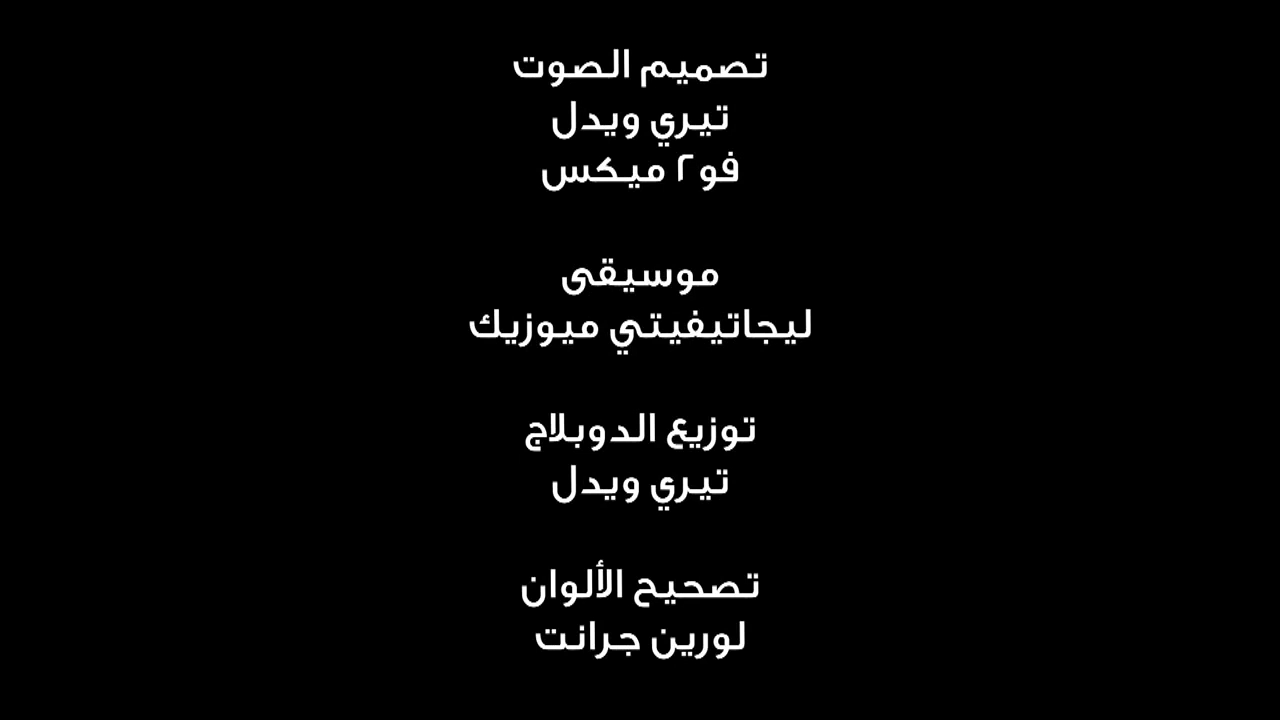 تصميم الصوت
تيري ويدل
فو٢ ميكس
موسيقى
ليجاتيفيتي ميوزيك
توزيع الدوبلاج
تيري ويدل
تصحيح الألوان
لورين جرانت